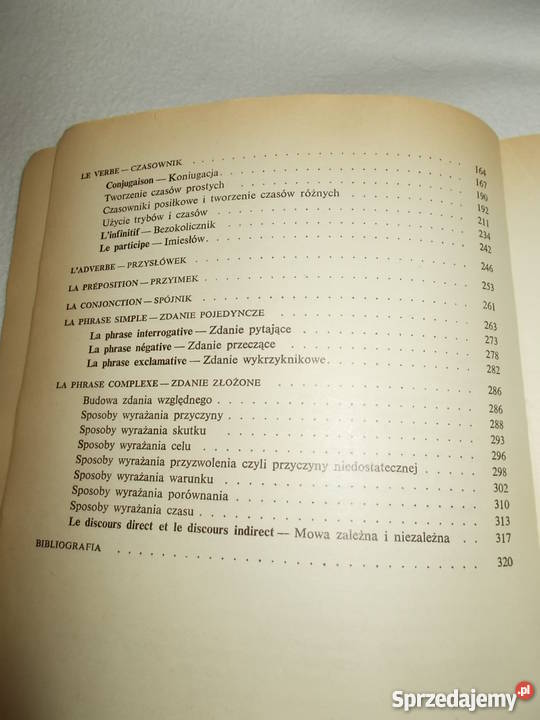 LE VERBE — CZASOWNIK . . . . . . . . . . . . . . . . 164
Conjugaison — Koniugacja . . . . . . . . . . . . . . . 167
Tworzenie czasów prostych . . . . . . . . . . . . . . . 190
Czasowniki posiłkowe i tworzenie czasów różnych . . . . . . . 192
Użycie trybów i czasów . . . . . . . . . . . . . . . . 211
L'infinitif — Bezokolicznik . . . . . . . . . . . . . . . 234
Le participe — Imiesłów. . . . . . . . . . . . . . . . 242
L'ADVERBE — PRZYSŁÓWEK . . . . . . . . . . . . . . . 246
LA PRÉPOSITION — PRZYIMEK . . . . . . . . . . . . . . 253
LA CONJONCTION — SPÓJNIK . . . . . . . . . . . . . . 261
LA PHRASE SIMPLE — ZDANIE POJEDYNCZE . . . . . . . . . . 263
La phrase interrogative — Zdanie pytające . . . . . . . . . . 273
La phrase négative — Zdanie przeczące . . . . . . . . . . . 278
La phrase exclamative — Zdanie wykrzyknikowe. . . . . . . . . 282
LA PHRASE COMPLEXE — ZDANIE ZŁOŻONE . . . . . . . . . . 286
Budowa zdania względnego . . . . . . . . . . . . . . . 286
Sposoby wyrażania przyczyny . . . . . . . . . . . . . . 288
Sposoby wyrażania skutku . . . . . . . . . . . . . . . 293
Sposoby wyrażania celu . . . . . . . . . . . . . . . . 296
Sposoby wyrażania przyzwolenia czyli przyczyny niedostatecznej . . . . 298
Sposoby wyrażania warunku . . . . . . . . . . . . . . . 302
Sposoby wyrażania porównania . . . . . . . . . . . . . . 310
Sposoby wyrażania czasu . . . . . . . . . . . . . . . . 313
Le discours direct et le discours indirect — Mowa zależna i niezależna . . 317
BIBLIOGRAFIA . . . . . . . . . . . . . . . . . . . . 320
Sprzedajemy.pl